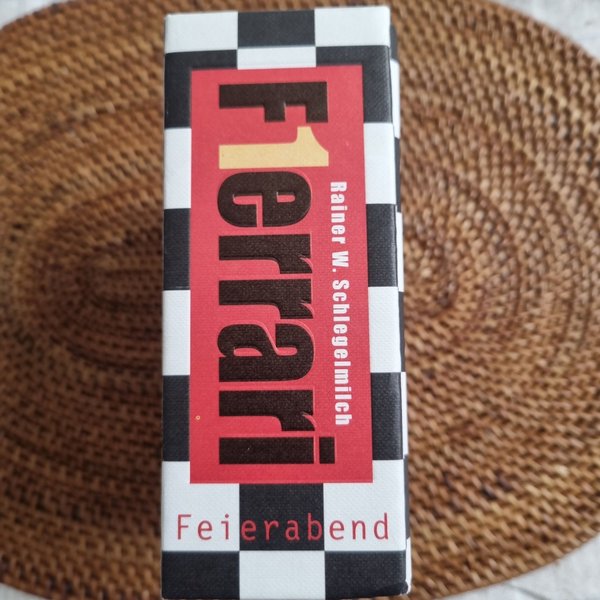 Rainer W. Schlegelmilch
F1errari
Feierabend